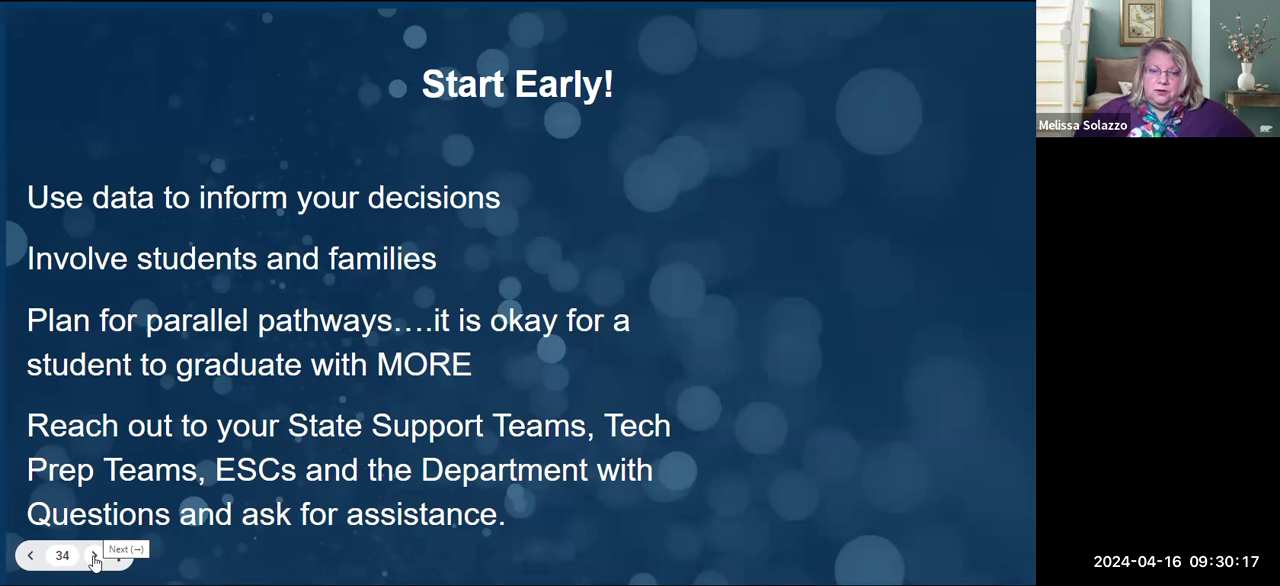 Start Early!
Use data to inform your decisions
Involve students and families
Plan for parallel pathways....it is okay for a
student to graduate with MORE
Reach out to your State Support Teams, Tech
Prep Teams, ESCs and the Department with
Questions and ask for assistance.
34
Next (→)
Melissa Solazzo
2024-04-16 09:30:17